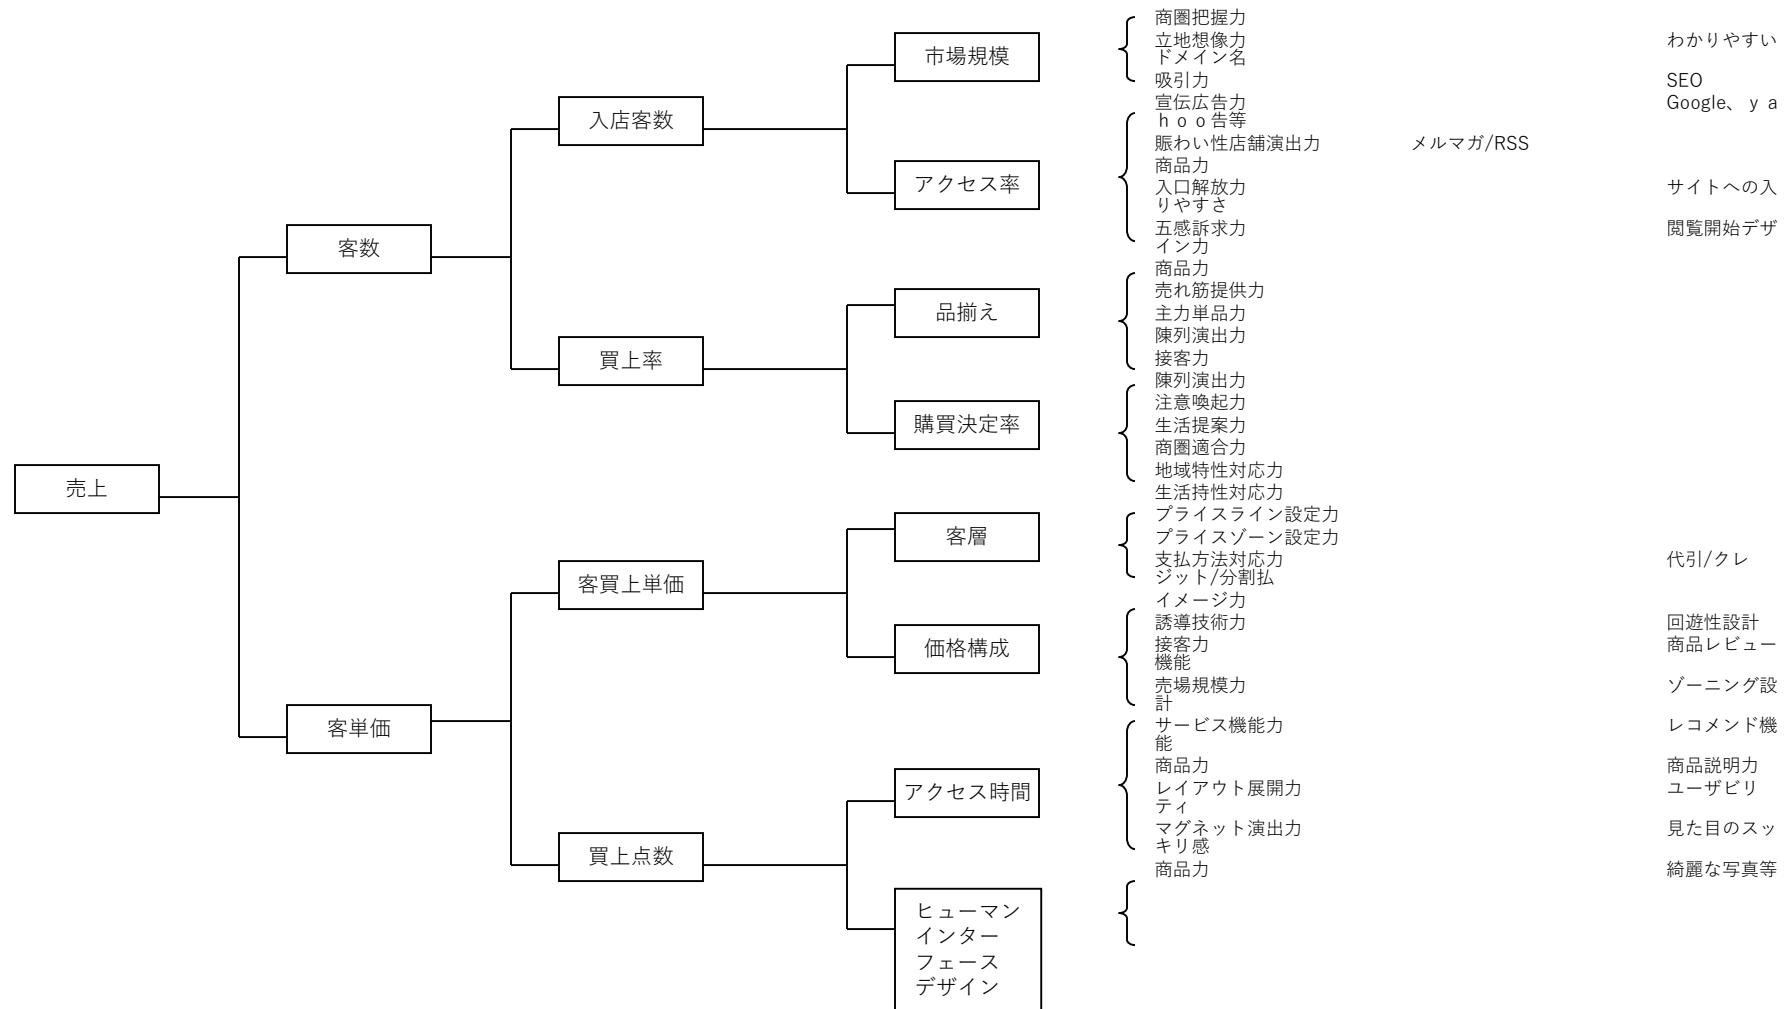 売上
客数
客単価
入店客数
買上率
客買上単価
買上点数
市場規模
アクセス率
品揃え
購買決定率
客層
価格構成
アクセス時間
ヒューマン
インター
フェース
デザイン
商圏把握力
立地想像力 わかりやすい
ドメイン名
吸引力 SEO
宣伝広告力 Google、ｙａ
ｈｏｏ告等
賑わい性店舗演出力 メルマガ/RSS
商品力
入口解放力 サイトへの入
りやすさ
五感訴求力 閲覧開始デザ
イン力
商品力
売れ筋提供力
主力単品力
陳列演出力
接客力
陳列演出力
注意喚起力
生活提案力
商圏適合力
地域特性対応力
生活持性対応力
プライスライン設定力
プライスゾーン設定力
支払方法対応力 代引/クレ
ジット/分割払
イメージ力
誘導技術力 回遊性設計
接客力 商品レビュー
機能
売場規模力 ゾーニング設
計
サービス機能力 レコメンド機
能
商品力 商品説明力
レイアウト展開力 ユーザビリ
ティ
マグネット演出力 見た目のスッ
キリ感
商品力 綺麗な写真等